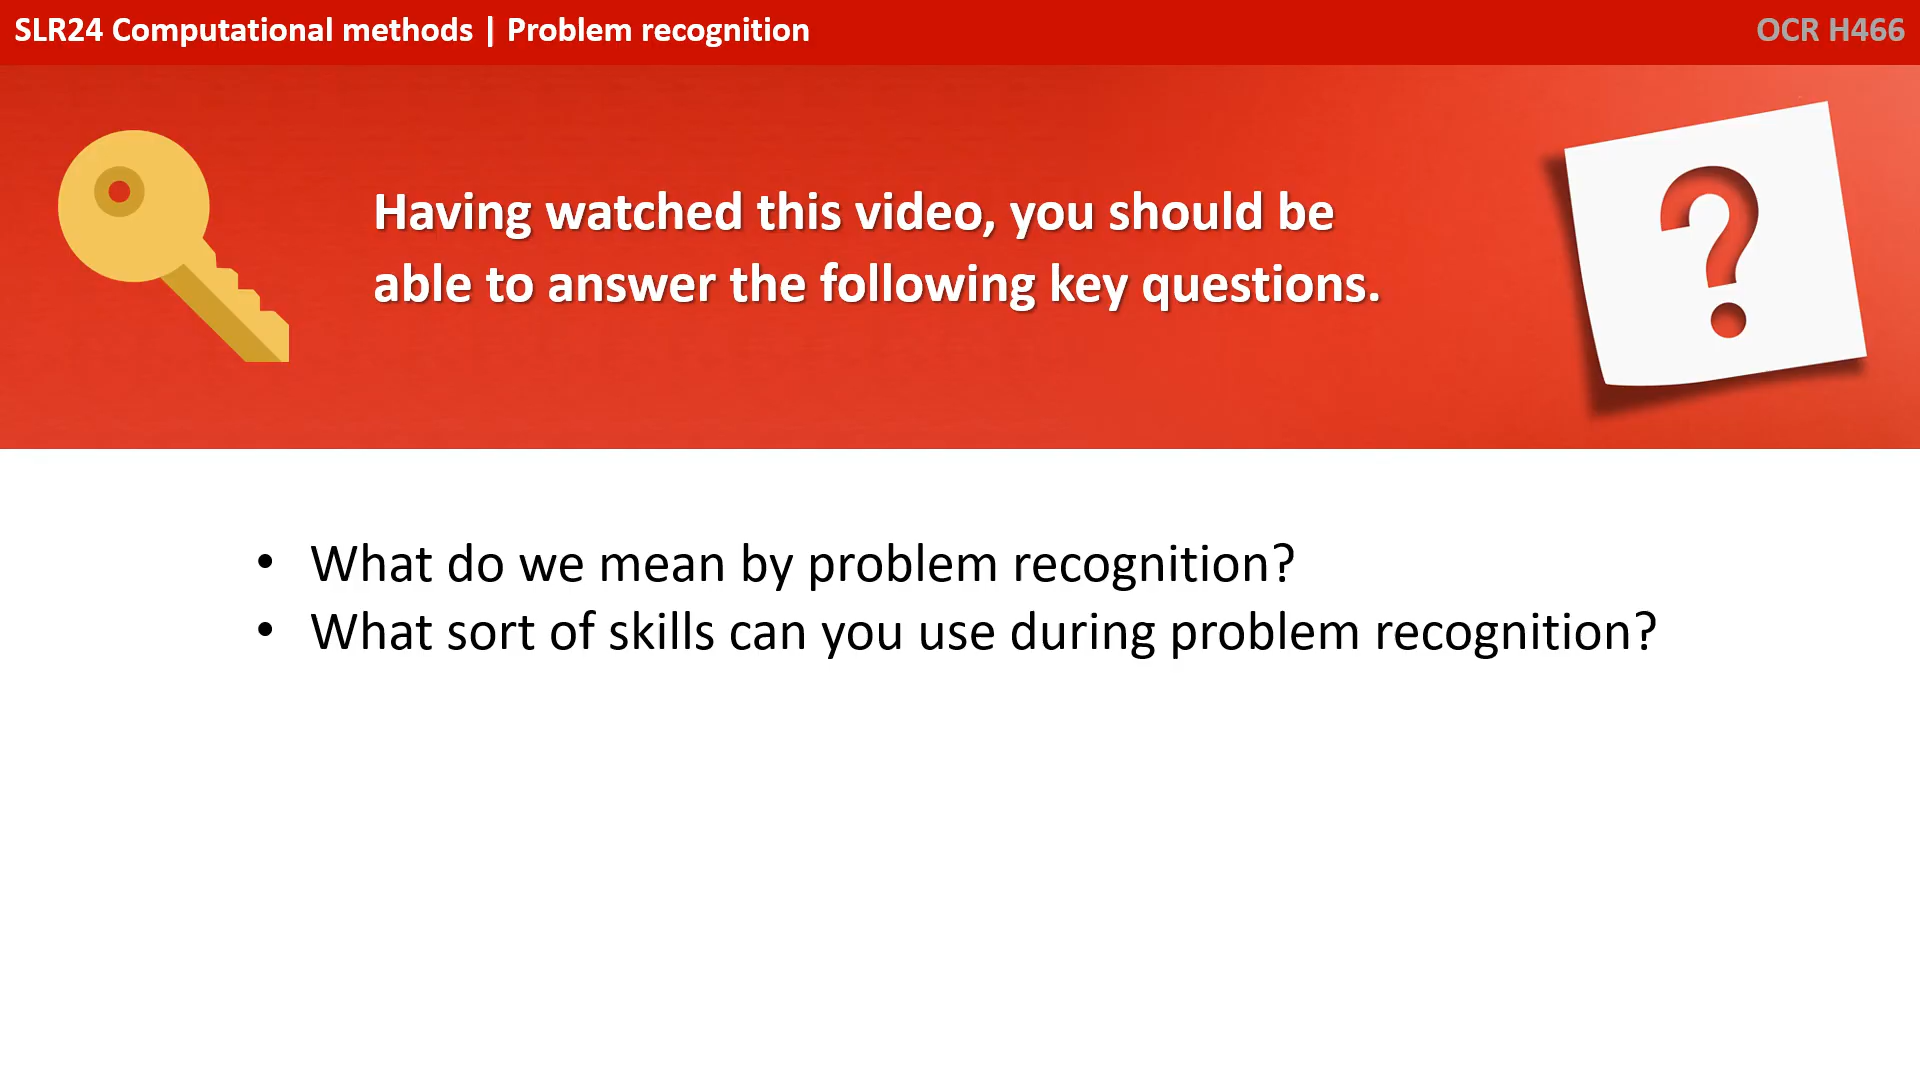 SLR24 Computational methods | Problem recognition
OCR H466
Having watched this video, you should be
able to answer the following key questions.
?
• What do we mean by problem recognition?
• What sort of skills can you use during problem recognition?